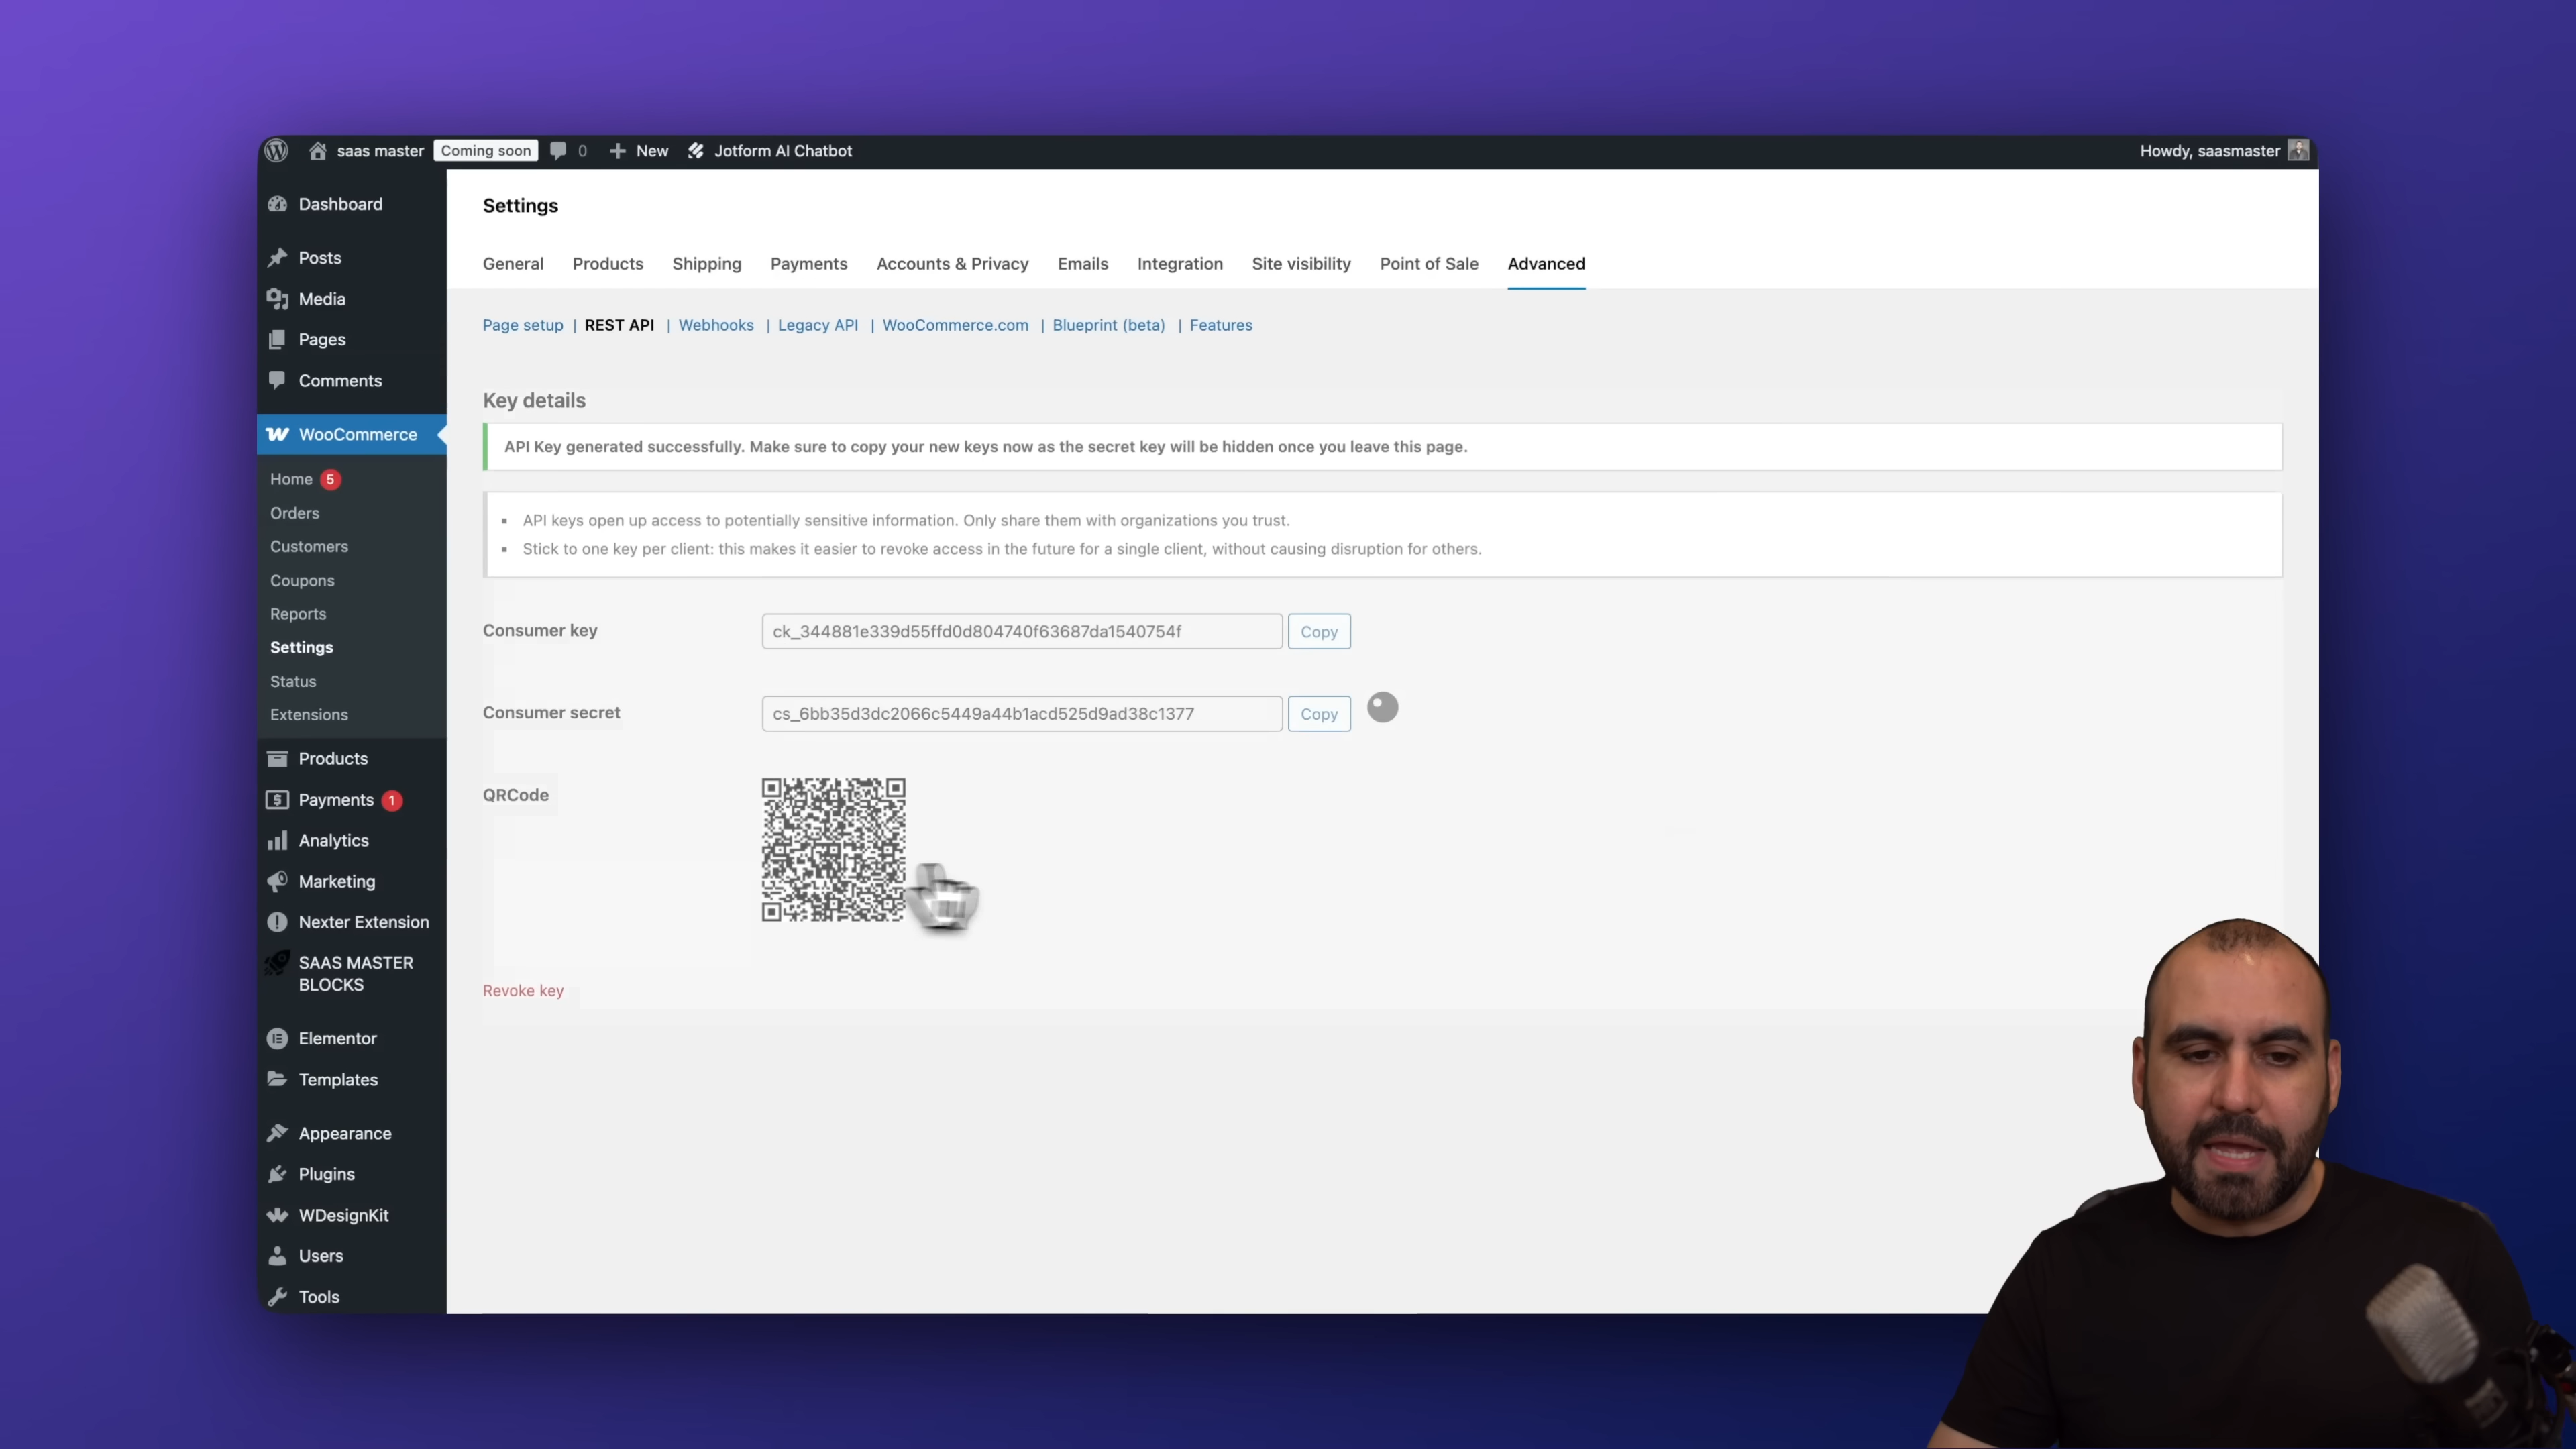 saas master Coming soon 0 New Jotform AI Chatbot Howdy, saasmaster
Dashboard
Posts
Media
Pages
Comments
WooCommerce
Home 5
Orders
Customers
Coupons
Reports
Settings
Status
Extensions
Products
Payments 1
Analytics
Marketing
Nexter Extension
SAAS MASTER
BLOCKS
Elementor
Templates
Appearance
Plugins
WDesignKit
Users
Tools
Settings
General Products Shipping Payments Accounts & Privacy Emails Integration Site visibility Point of Sale Advanced
Page setup | REST API | Webhooks | Legacy API | WooCommerce.com | Blueprint (beta) | Features
Key details
API Key generated successfully. Make sure to copy your new keys now as the secret key will be hidden once you leave this page.
API keys open up access to potentially sensitive information. Only share them with organizations you trust.
Stick to one key per client: this makes it easier to revoke access in the future for a single client, without causing disruption for others.
Consumer key ck_344881e339d55ffd0d804740f63687da1540754f Copy
Consumer secret cs_6bb35d3dc2066c5449a44b1acd525d9ad38c1377 Copy
QRCode
Revoke key